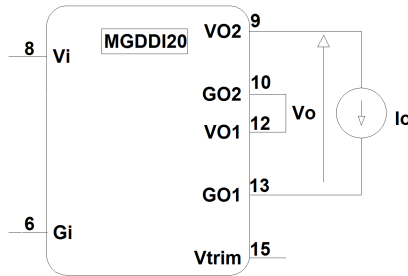 MGDDI20
VO2 9
8 Vi
GO2 10
VO1 12
Vo
Io
GO1 13
6 Gi
Vtrim 15